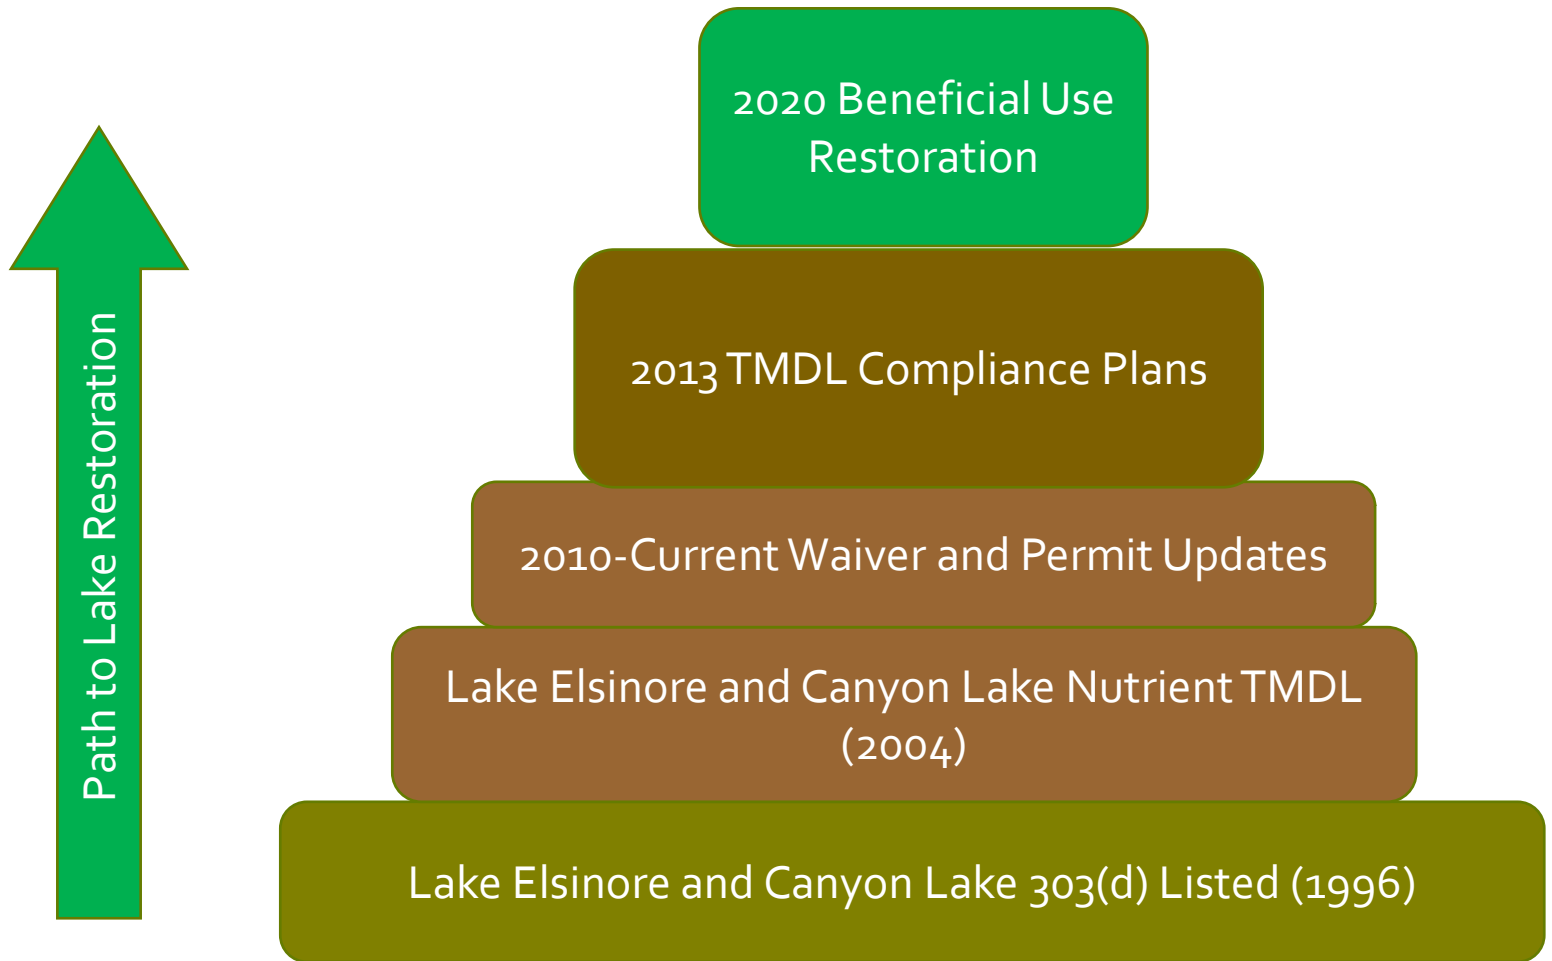 2020 Beneficial Use
Restoration
2013 TMDL Compliance Plans
2010-Current Waiver and Permit Updates
Lake Elsinore and Canyon Lake Nutrient TMDL
(2004)
Lake Elsinore and Canyon Lake 303(d) Listed (1996)
Path to Lake Restoration